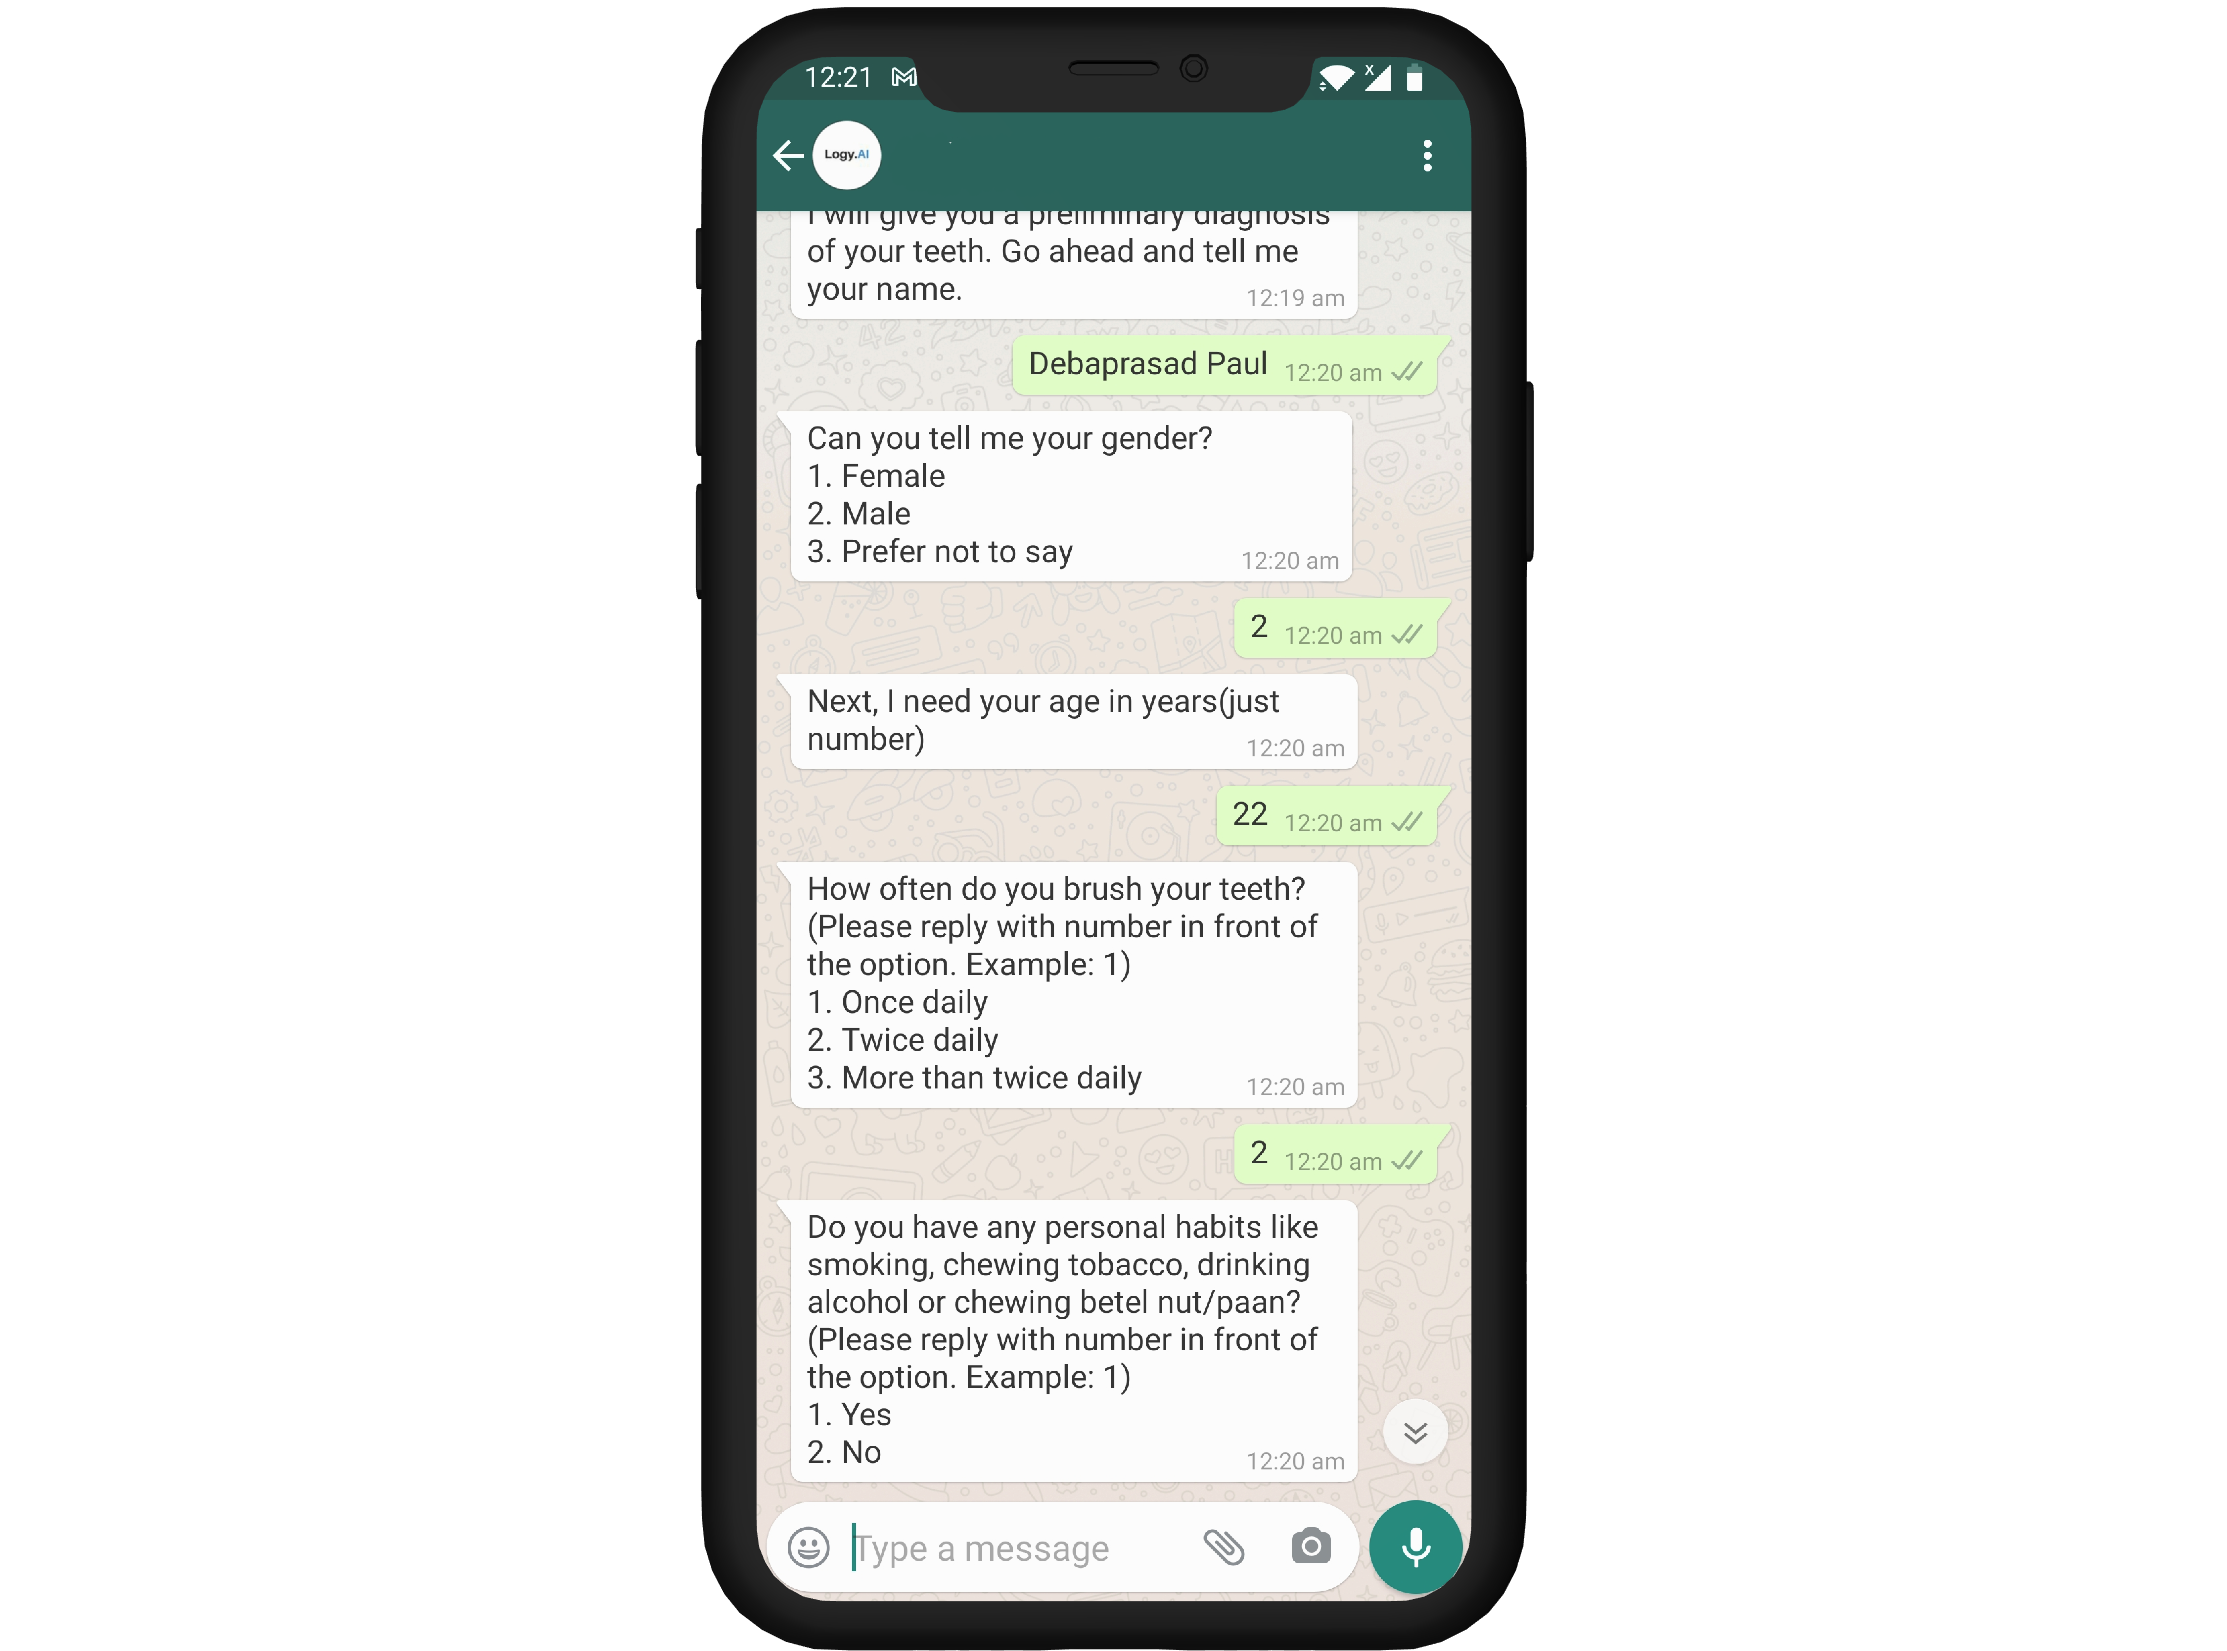 12:21
Logy.AI
I will give you a preliminary diagnosis
of your teeth. Go ahead and tell me
your name.
12:19 am
Debaprasad Paul 12:20 am
Can you tell me your gender?
1. Female
2. Male
3. Prefer not to say
12:20 am
2 12:20 am
Next, I need your age in years(just
number)
12:20 am
22 12:20 am
How often do you brush your teeth?
(Please reply with number in front of
the option. Example: 1)
1. Once daily
2. Twice daily
3. More than twice daily
12:20 am
2 12:20 am
Do you have any personal habits like
smoking, chewing tobacco, drinking
alcohol or chewing betel nut/paan?
(Please reply with number in front of
the option. Example: 1)
1. Yes
2. No
12:20 am
Type a message